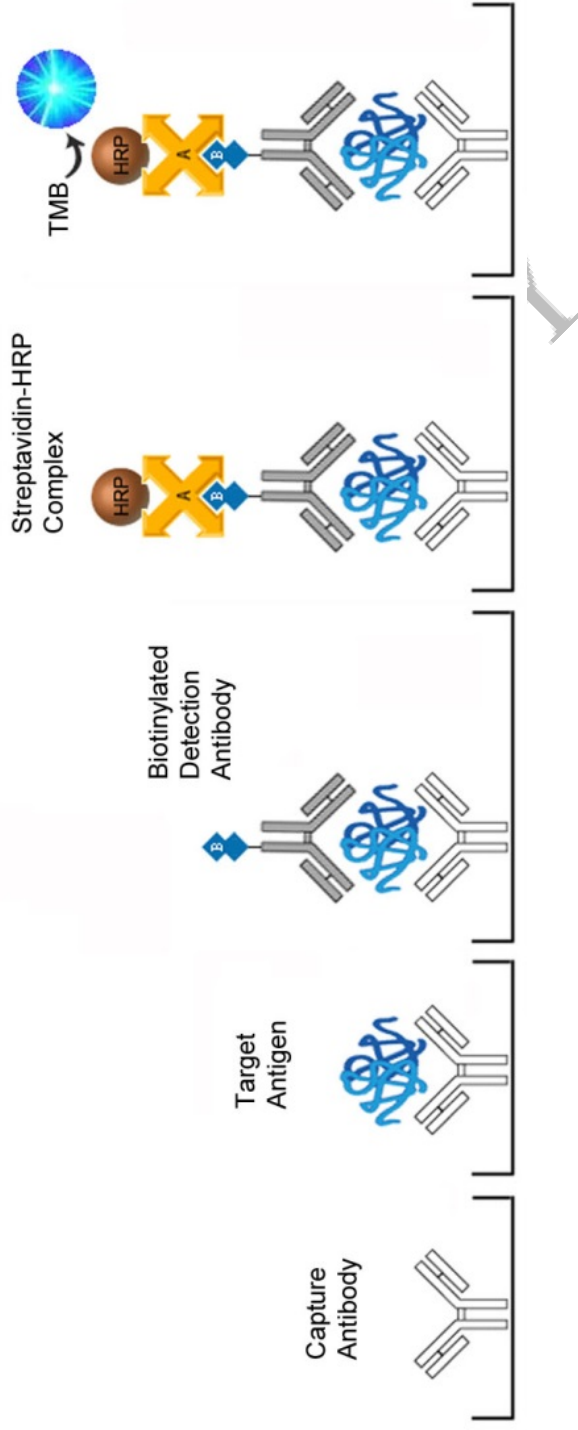 Capture
Antibody
Target
Antigen
B
Biotinylated
Detection
Antibody
Streptavidin-HRP
Complex
HRP
A
B
TMB
HRP
A
B